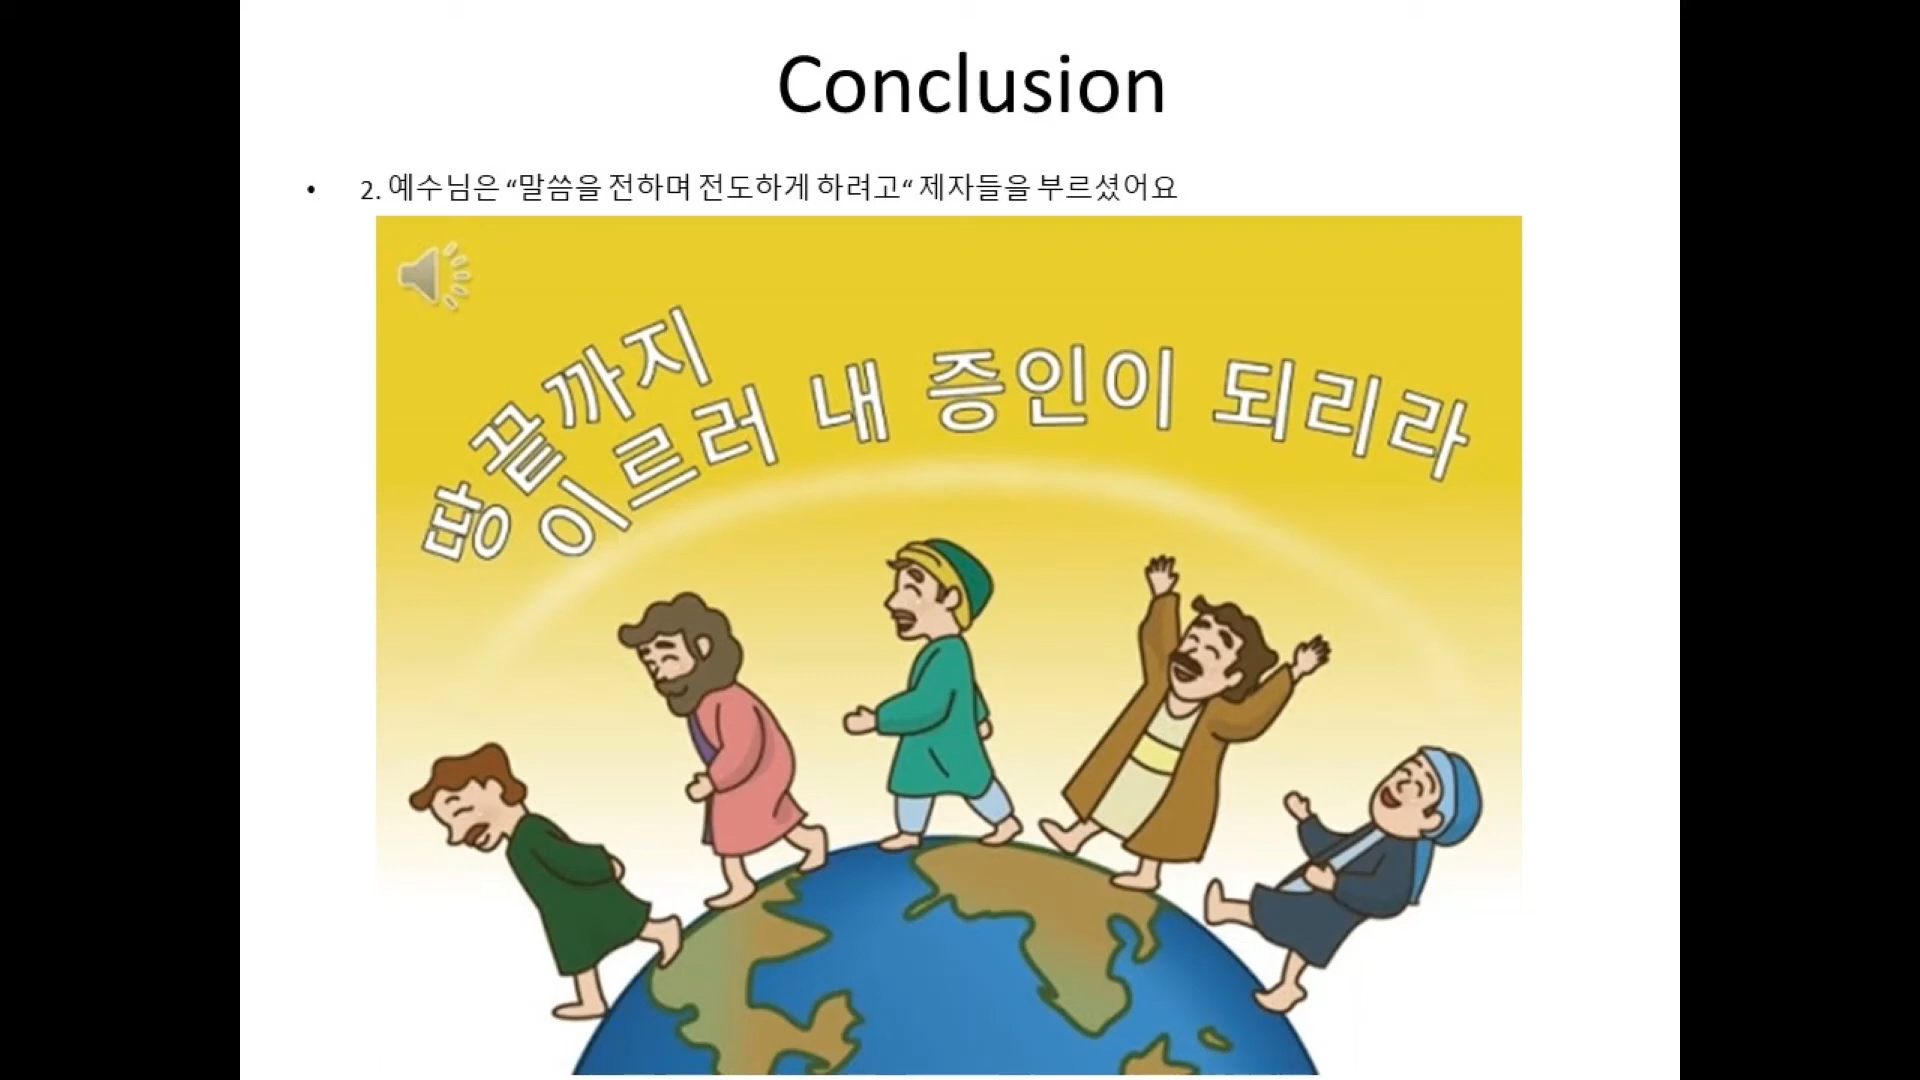 Conclusion
• 2. 예수님은 “말씀을 전하며 전도하게 하려고“ 제자들을 부르셨어요
땅 끝까지
이르러 내 증인이 되리라